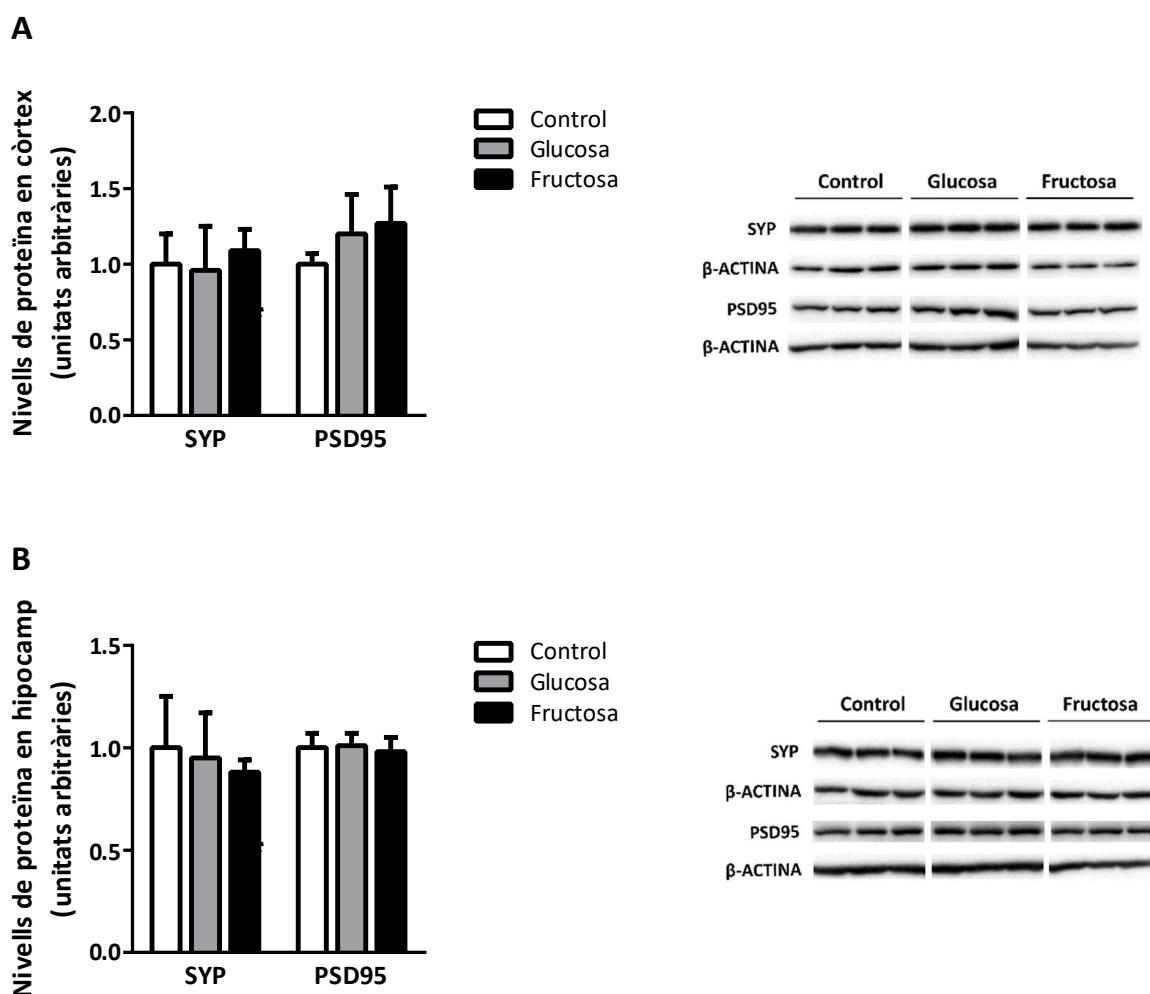 A
Nivells de proteïna en còrtex
(unitats arbitràries)
2.0
1.5
1.0
0.5
0.0
SYP PSD95
Control
Glucosa
Fructosa
Control Glucosa Fructosa
SYP
β-ACTINA
PSD95
β-ACTINA
B
Nivells de proteïna en hipocamp
(unitats arbitràries)
1.5
1.0
0.5
0.0
SYP PSD95
Control
Glucosa
Fructosa
Control Glucosa Fructosa
SYP
β-ACTINA
PSD95
β-ACTINA